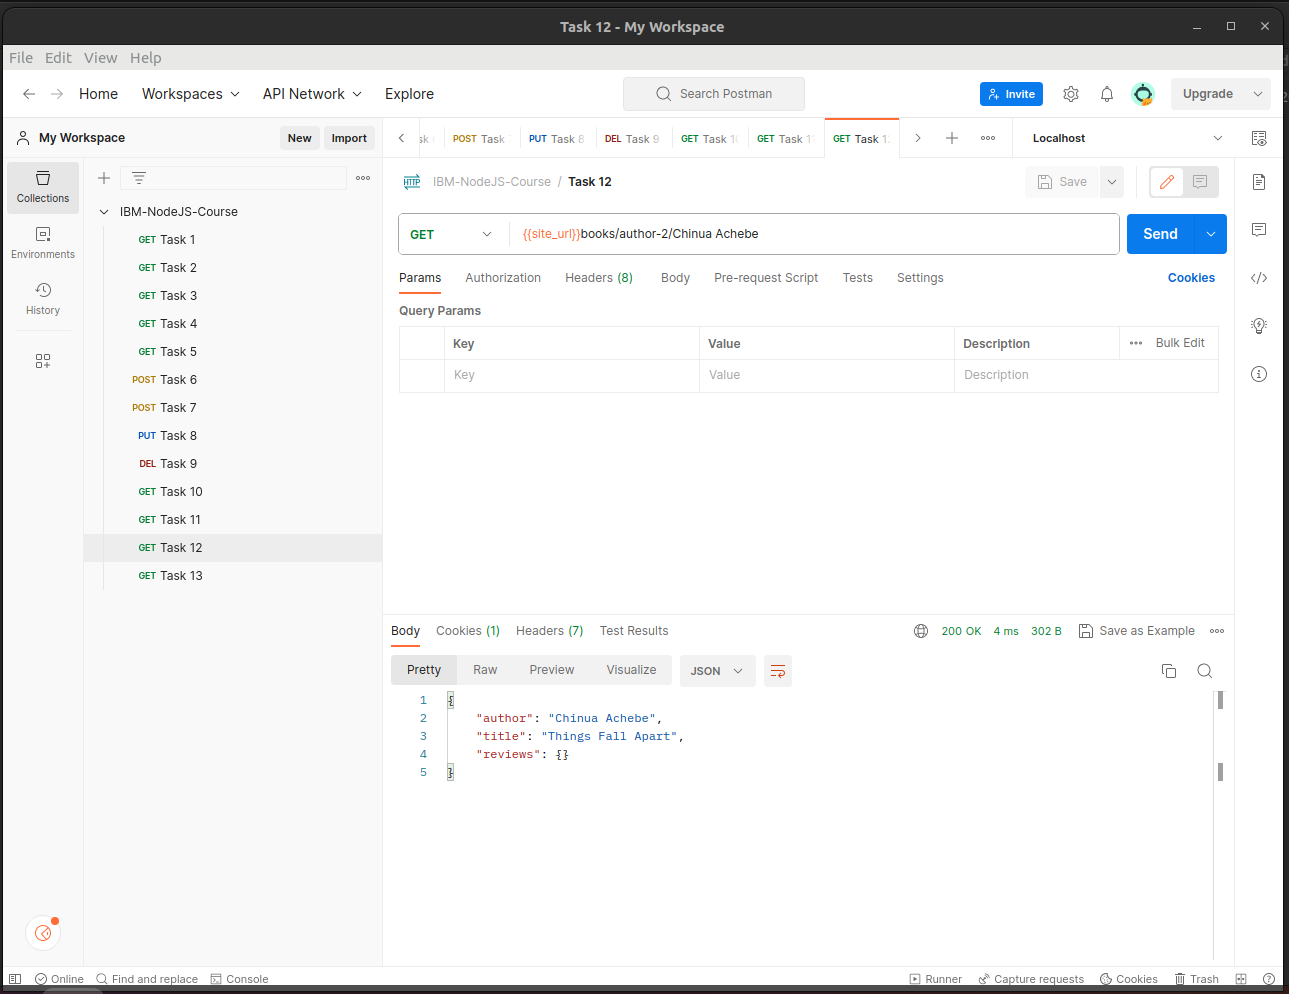 Task 12 - My Workspace
File Edit View Help
Home Workspaces API Network Explore Search Postman Invite Upgrade
My Workspace New Import
POST Task PUT Task 8 DEL Task 9 GET Task 10 GET Task 1 GET Task 1 Localhost
Collections
Environments
History
IBM-NodeJS-Course
GET Task 1
GET Task 2
GET Task 3
GET Task 4
GET Task 5
POST Task 6
POST Task 7
PUT Task 8
DEL Task 9
GET Task 10
GET Task 11
GET Task 12
GET Task 13
HTTP IBM-NodeJS-Course / Task 12 Save
GET {{site_url}}books/author-2/Chinua Achebe Send
Params Authorization Headers (8) Body Pre-request Script Tests Settings Cookies
Query Params
Key Value Description Bulk Edit
Key Value Description
Body Cookies (1) Headers (7) Test Results 200 OK 4 ms 302 B Save as Example
Pretty Raw Preview Visualize JSON
1 {
2 "author": "Chinua Achebe",
3 "title": "Things Fall Apart",
4 "reviews": {}
5 }
Online Find and replace Console Runner Capture requests Cookies Trash